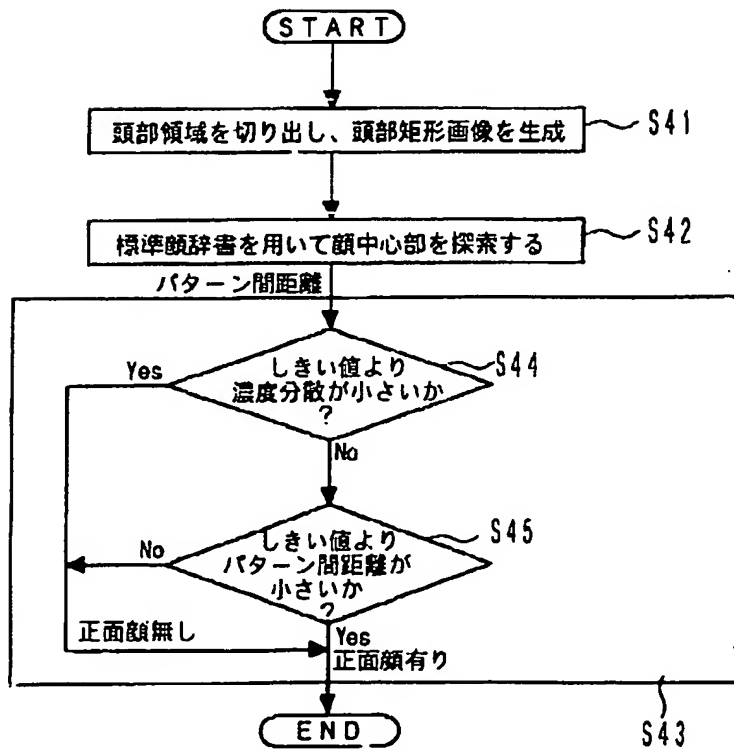 START
頭部領域を切り出し、頭部矩形画像を生成
S41
標準顔辞書を用いて顔中心部を探索する
S42
パターン間距離
しきい値より
濃度分散が小さいか
?
S44
Yes
No
しきい値より
パターン間距離が
小さいか
?
S45
No
正面顔無し
Yes
正面顔有り
END
S43